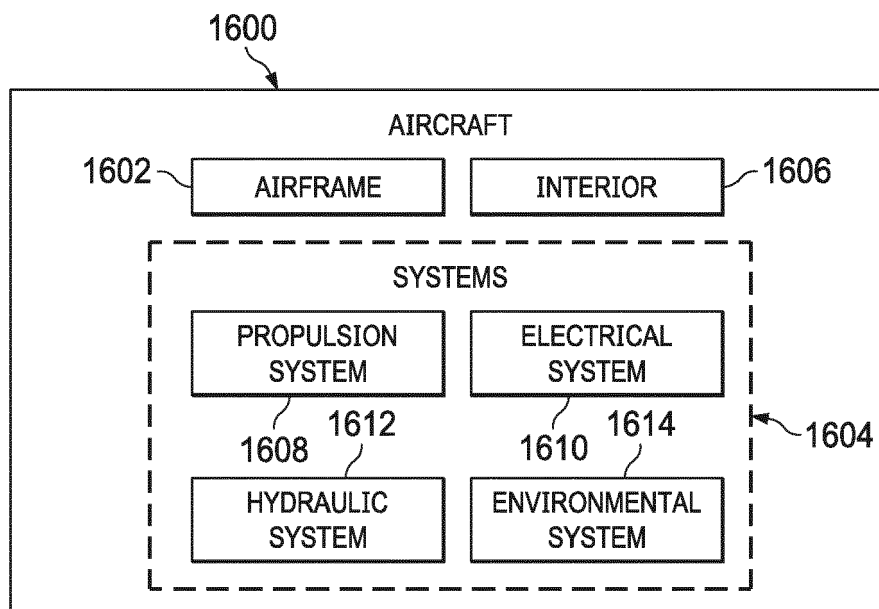 1600
AIRCRAFT
1602
AIRFRAME
INTERIOR
1606
SYSTEMS
PROPULSION
SYSTEM
ELECTRICAL
SYSTEM
1608
1612
1610
1614
1604
HYDRAULIC
SYSTEM
ENVIRONMENTAL
SYSTEM